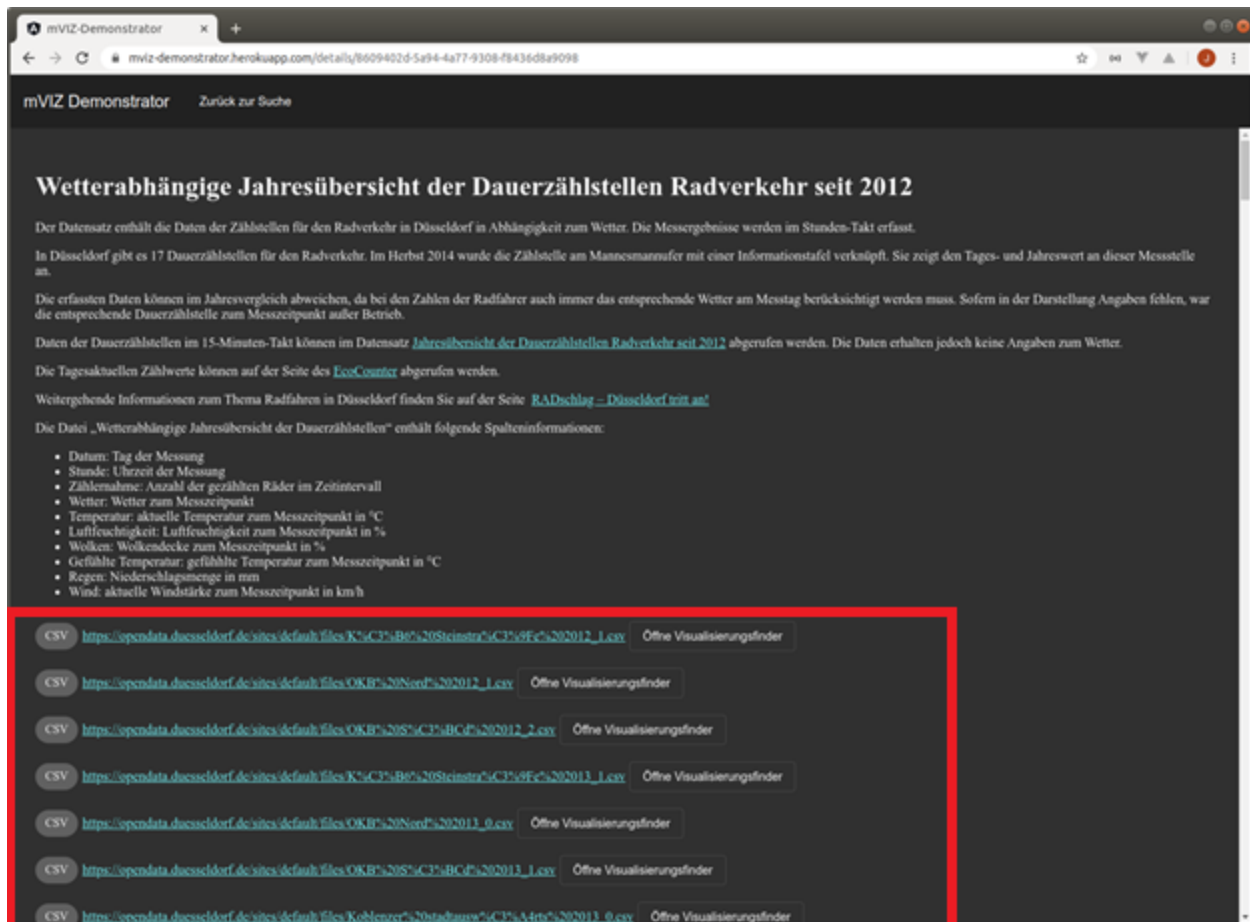 mVIZ-Demonstrator
mviz-demonstrator.herokuapp.com/details/8609402d-5a94-4a77-9308-f8436d8a9098
J
mVIZ Demonstrator Zurück zur Suche
Wetterabhängige Jahresübersicht der Dauerzählstellen Radverkehr seit 2012
Der Datensatz enthält die Daten der Zählstellen für den Radverkehr in Düsseldorf in Abhängigkeit zum Wetter. Die Messergebnisse werden im Stunden-Takt erfasst.
In Düsseldorf gibt es 17 Dauerzählstellen für den Radverkehr. Im Herbst 2014 wurde die Zählstelle am Mannesmannufer mit einer Informationstafel verknüpft. Sie zeigt den Tages- und Jahreswert an dieser Messstelle
an.
Die erfassten Daten können im Jahresvergleich abweichen, da bei den Zahlen der Radfahrer auch immer das entsprechende Wetter am Messtag berücksichtigt werden muss. Sofern in der Darstellung Angaben fehlen, war
die entsprechende Dauerzählstelle zum Messzeitpunkt außer Betrieb.
Daten der Dauerzählstellen im 15-Minuten-Takt können im Datensatz Jahresübersicht der Dauerzählstellen Radverkehr seit 2012 abgerufen werden. Die Daten erhalten jedoch keine Angaben zum Wetter.
Die Tagesaktuellen Zählwerte können auf der Seite des EcoCounter abgerufen werden.
Weitergehende Informationen zum Thema Radfahren in Düsseldorf finden Sie auf der Seite RADschlag – Düsseldorf tritt an!
Die Datei „Wetterabhängige Jahresübersicht der Dauerzählstellen" enthält folgende Spalteninformationen:
• Datum: Tag der Messung
• Stunde: Uhrzeit der Messung
• Zählernahme: Anzahl der gezählten Räder im Zeitintervall
• Wetter: Wetter zum Messzeitpunkt
• Temperatur: aktuelle Temperatur zum Messzeitpunkt in °C
• Luftfeuchtigkeit: Luftfeuchtigkeit zum Messzeitpunkt in %
• Wolken: Wolkendecke zum Messzeitpunkt in %
• Gefühlte Temperatur: gefühhlte Temperatur zum Messzeitpunkt in °C
• Regen: Niederschlagsmenge in mm
• Wind: aktuelle Windstärke zum Messzeitpunkt in km/h
CSV https://opendata.duesseldorf.de/sites/default/files/K%C3%B6%20Steinstra%C3%9Fe%202012_1.csv Öffne Visualisierungsfinder
CSV https://opendata.duesseldorf.de/sites/default/files/OKB%20Nord%202012_1.csv Öffne Visualisierungsfinder
CSV https://opendata.duesseldorf.de/sites/default/files/OKB%20S%C3%BCd%202012_2.csv Öffne Visualisierungsfinder
CSV https://opendata.duesseldorf.de/sites/default/files/K%C3%B6%20Steinstra%C3%9Fe%202013_1.csv Öffne Visualisierungsfinder
CSV https://opendata.duesseldorf.de/sites/default/files/OKB%20Nord%202013_0.csv Öffne Visualisierungsfinder
CSV https://opendata.duesseldorf.de/sites/default/files/OKB%20S%C3%BCd%202013_1.csv Öffne Visualisierungsfinder
CSV https://opendata.duesseldorf.de/sites/default/files/Koblenzer%20stadtausw%C3%A4rts%202013_0.csv Öffne Visualisierungsfinder